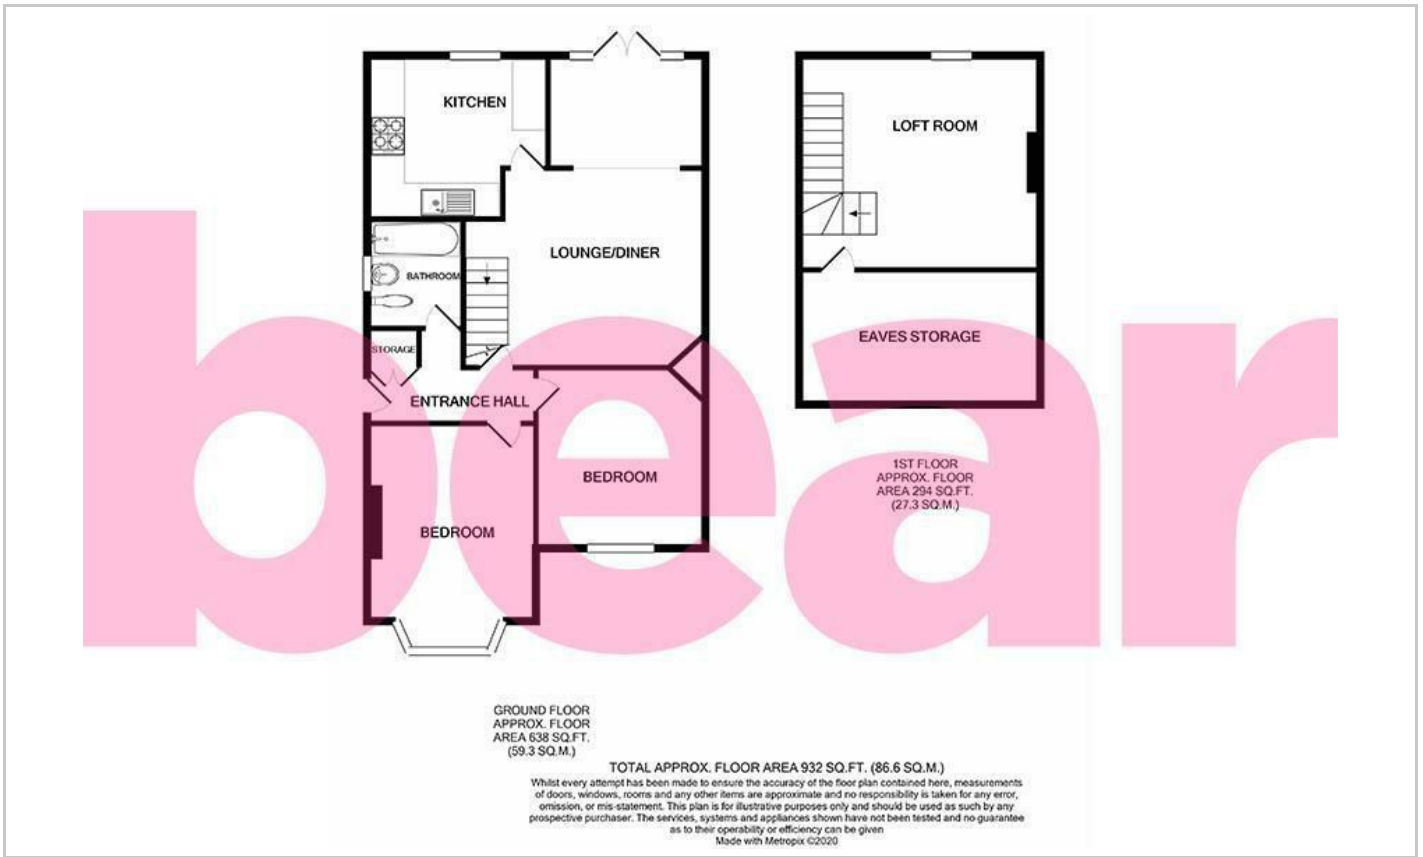 KITCHEN
LOUNGE/DINER
BATHROOM
STORAGE
ENTRANCE HALL
BEDROOM
BEDROOM
LOFT ROOM
EAVES STORAGE
bear
1ST FLOOR
APPROX. FLOOR
AREA 294 SQ.FT.
(27.3 SQ.M.)
GROUND FLOOR
APPROX. FLOOR
AREA 638 SQ.FT.
(59.3 SQ.M.)
TOTAL APPROX. FLOOR AREA 932 SQ.FT. (86.6 SQ.M.)
Whilst every attempt has been made to ensure the accuracy of the floor plan contained here, measurements
of doors, windows, rooms and any other items are approximate and no responsibility is taken for any error,
omission, or mis-statement. This plan is for illustrative purposes only and should be used as such by any
prospective purchaser. The services, systems and appliances shown have not been tested and no guarantee
as to their operability or efficiency can be given
Made with Metropix ©2020